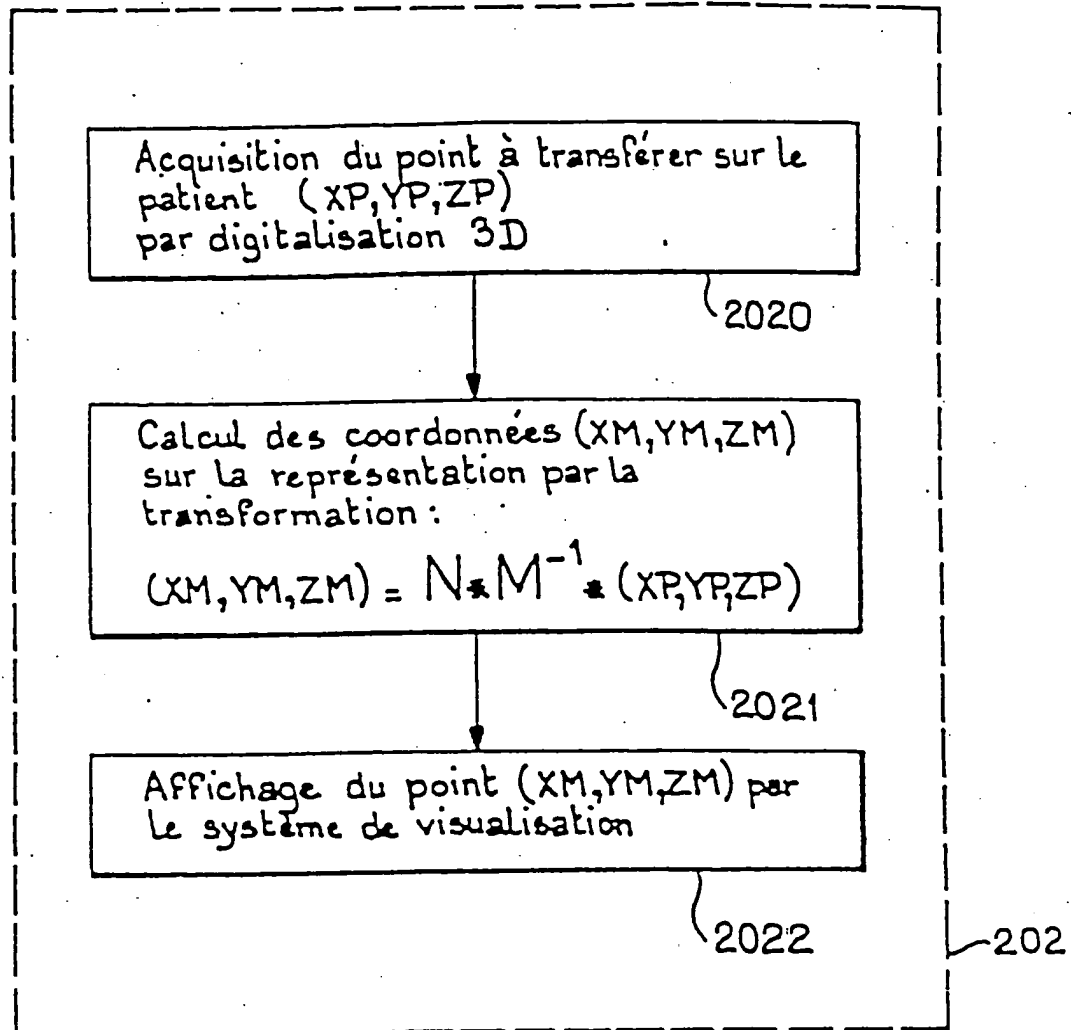 Acquisition du point à transférer sur le
patient (XP,YP,ZP)
par digitalisation 3D
2020
Calcul des coordonnées (XM,YM,ZM)
sur la représentation par la
transformation :
(XM,YM,ZM) = N*M⁻¹*(XP,YP,ZP)
2021
Affichage du point (XM,YM,ZM) par
le système de visualisation
2022
202